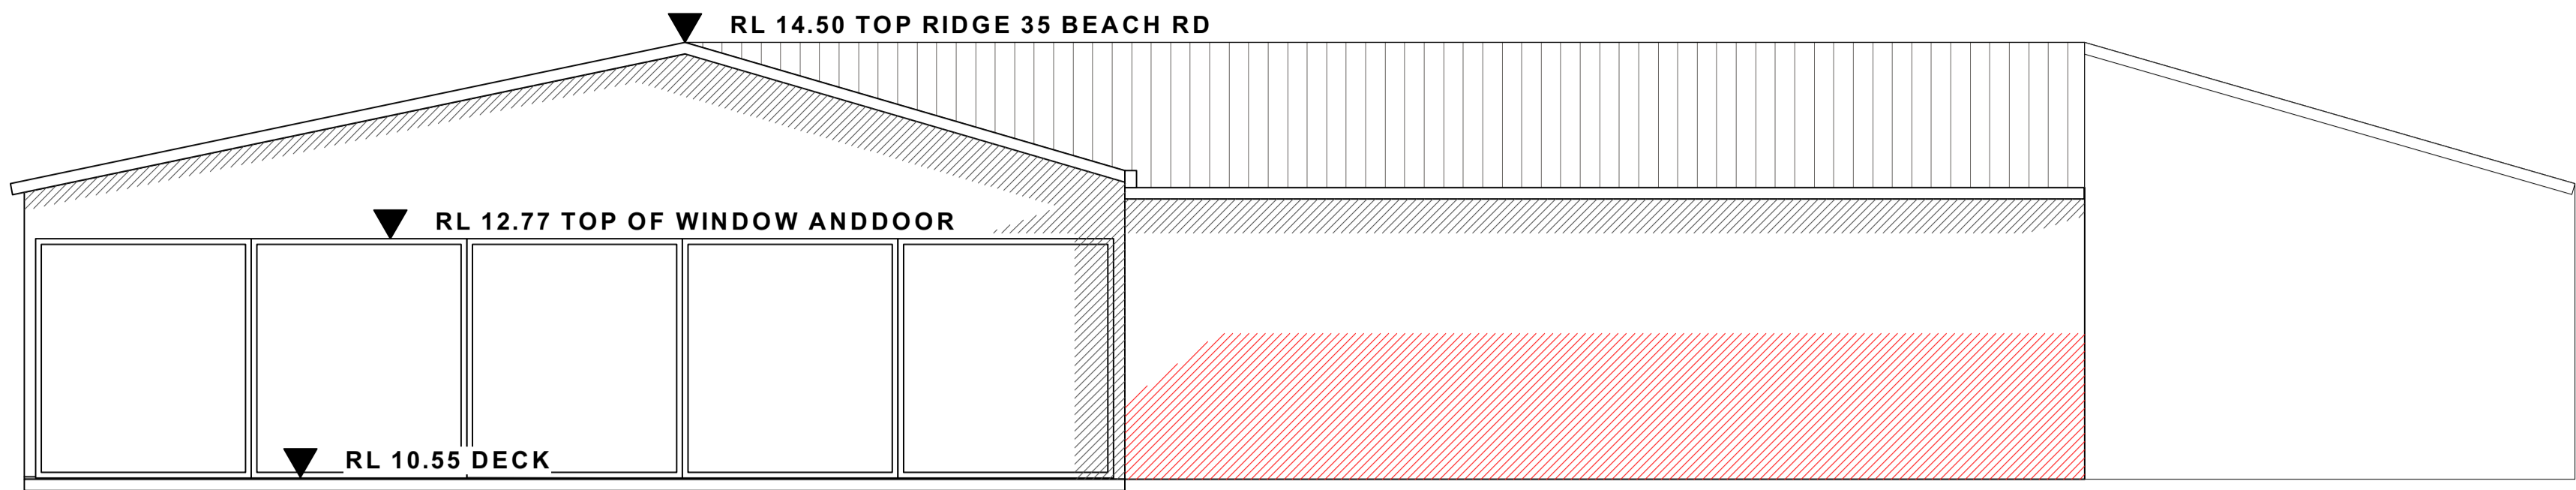 RL 14.50 TOP RIDGE 35 BEACH RD
RL 12.77 TOP OF WINDOW ANDDOOR
RL 10.55 DECK